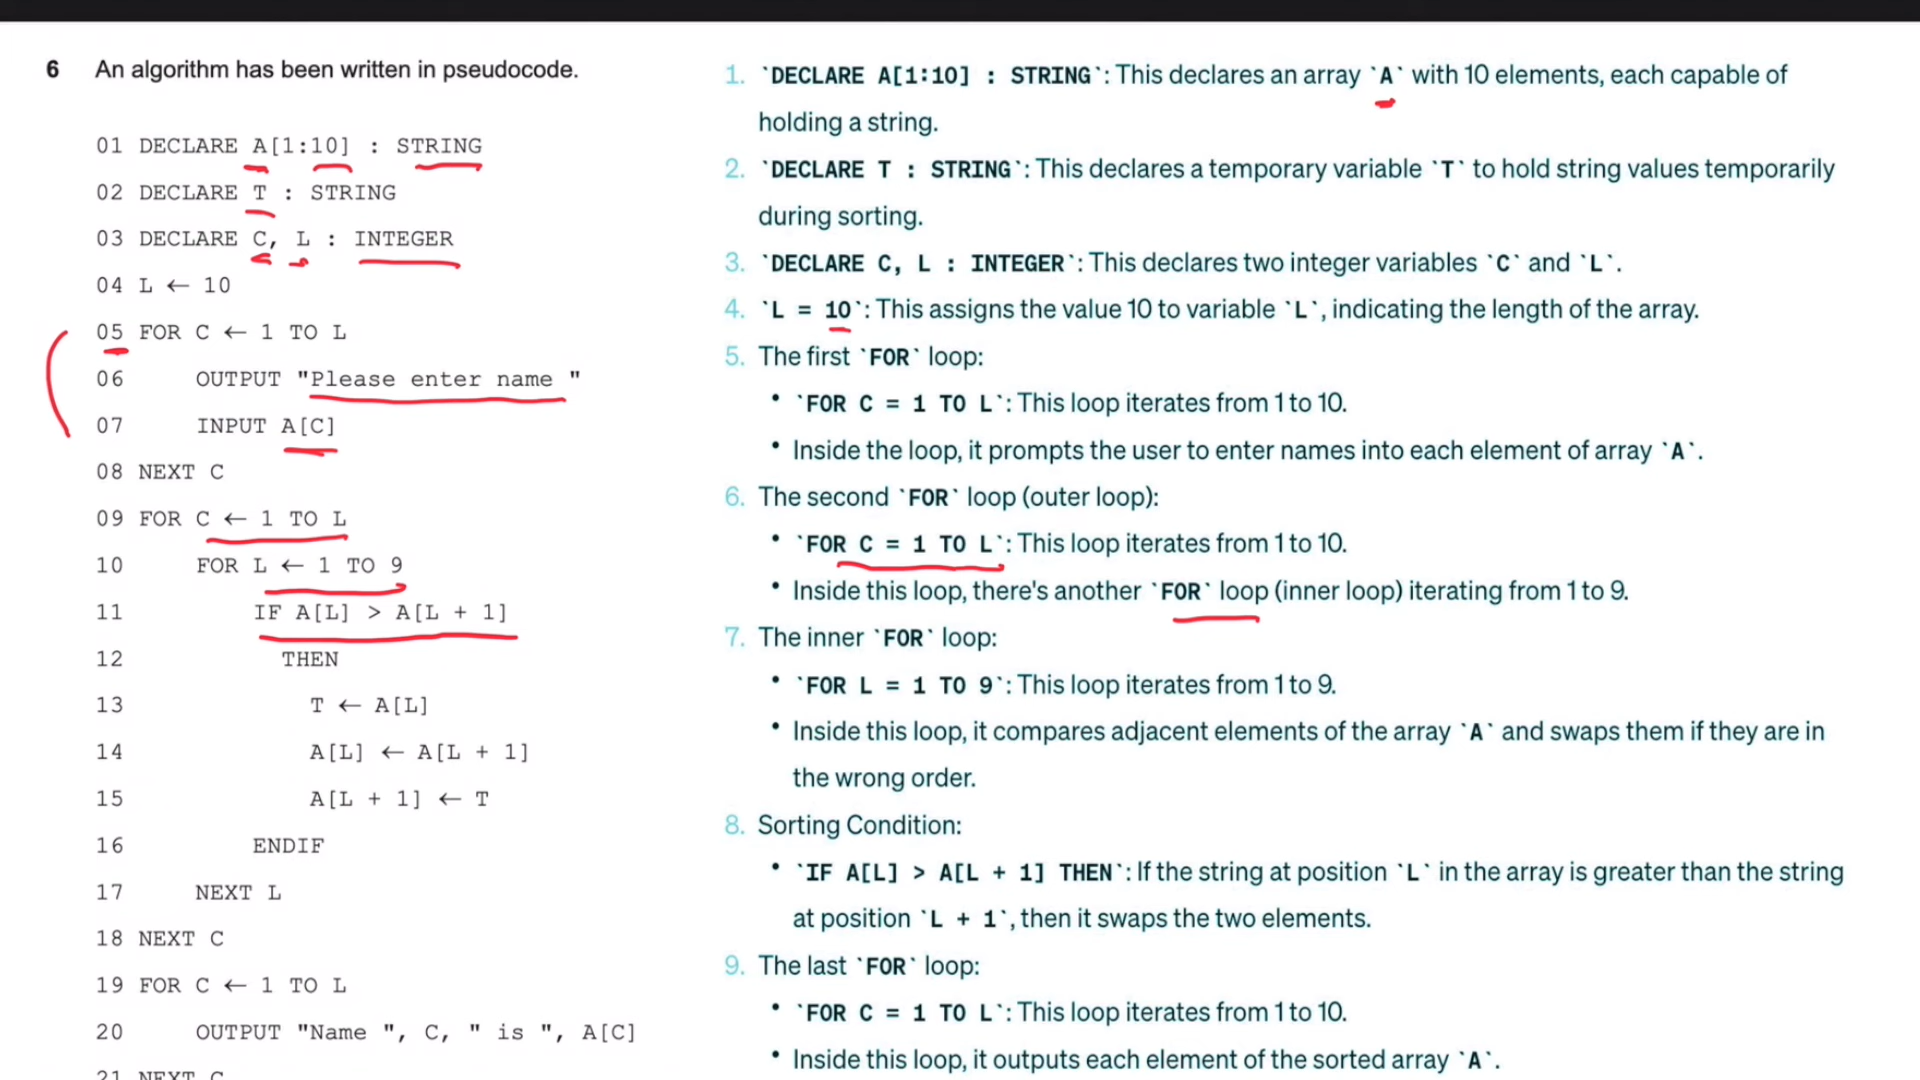 6 An algorithm has been written in pseudocode.
01 DECLARE A[1:10] : STRING
02 DECLARE T : STRING
03 DECLARE C, L : INTEGER
04 L ← 10
05 FOR C ← 1 TO L
06 OUTPUT "Please enter name "
07 INPUT A[C]
08 NEXT C
09 FOR C ← 1 TO L
10 FOR L ← 1 TO 9
11 IF A[L] > A[L + 1]
12 THEN
13 T ← A[L]
14 A[L] ← A[L + 1]
15 A[L + 1] ← T
16 ENDIF
17 NEXT L
18 NEXT C
19 FOR C ← 1 TO L
20 OUTPUT "Name ", C, " is ", A[C]
21 NEXT C
1. `DECLARE A[1:10] : STRING`: This declares an array `A` with 10 elements, each capable of
holding a string.
2. `DECLARE T : STRING`: This declares a temporary variable `T` to hold string values temporarily
during sorting.
3. `DECLARE C, L : INTEGER`: This declares two integer variables `C` and `L`.
4. `L = 10`: This assigns the value 10 to variable `L`, indicating the length of the array.
5. The first `FOR` loop:
• `FOR C = 1 TO L`: This loop iterates from 1 to 10.
• Inside the loop, it prompts the user to enter names into each element of array `A`.
6. The second `FOR` loop (outer loop):
• `FOR C = 1 TO L`: This loop iterates from 1 to 10.
• Inside this loop, there's another `FOR` loop (inner loop) iterating from 1 to 9.
7. The inner `FOR` loop:
• `FOR L = 1 TO 9`: This loop iterates from 1 to 9.
• Inside this loop, it compares adjacent elements of the array `A` and swaps them if they are in
the wrong order.
8. Sorting Condition:
• `IF A[L] > A[L + 1] THEN`: If the string at position `L` in the array is greater than the string
at position `L + 1`, then it swaps the two elements.
9. The last `FOR` loop:
• `FOR C = 1 TO L`: This loop iterates from 1 to 10.
• Inside this loop, it outputs each element of the sorted array `A`.